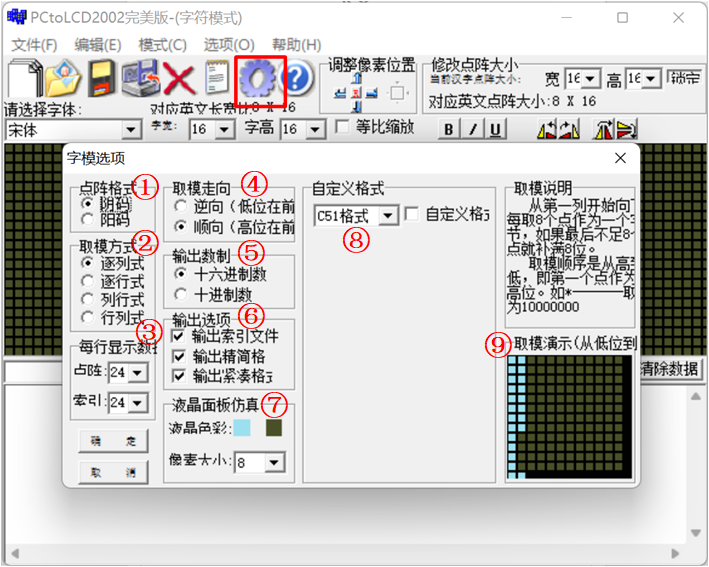 PCtoLCD2002完美版-(字符模式)
文件(F) 编辑(E) 模式(C) 选项(O) 帮助(H)
调整像素位置
修改点阵大小
当前汉字点阵大小: 宽 16 高 16 锁定
对应英文点阵大小:8 X 16
请选择字体: 对应英文长宽比:8 X 16
宋体 字宽: 16 字高 16 等比缩放 B I U
字模选项
点阵格式 ①
阴码
阳码
取模方式 ②
逐列式
逐行式
列行式
行列式
③
每行显示数据
点阵: 24
索引: 24
确 定
取 消
取模走向 ④
逆向(低位在前
顺向(高位在前
输出数制 ⑤
十六进制数
十进制数
输出选项 ⑥
输出索引文件
输出精简格
输出紧凑格式
液晶面板仿真 ⑦
液晶色彩:
像素大小: 8
自定义格式
C51格式 自定义格式
⑧
取模说明
从第一列开始向下
每取8个点作为一个字
节,如果最后不足8个
点就补满8位。
取模顺序是从高到
低,即第一个点作为
高位。如*-------取
为10000000
⑨ 取模演示(从低位到
清除数据